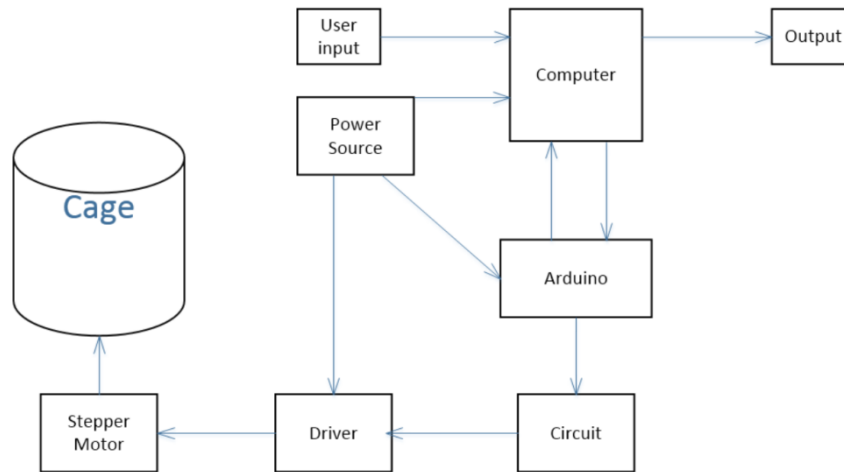 User
input
Computer
Output
Power
Source
Cage
Arduino
Stepper
Motor
Driver
Circuit